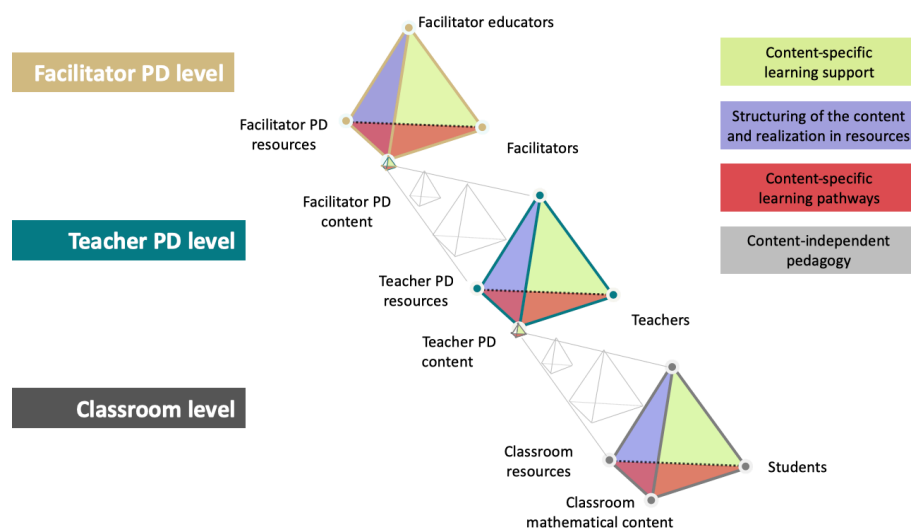 Facilitator educators
Facilitator PD level
Content-specific
learning support
Facilitator PD
resources
Structuring of the content
and realization in resources
Facilitators
Facilitator PD
content
Content-specific
learning pathways
Teacher PD level
Content-independent
pedagogy
Teacher PD
resources
Teachers
Teacher PD
content
Classroom level
Classroom
resources
Students
Classroom
mathematical content